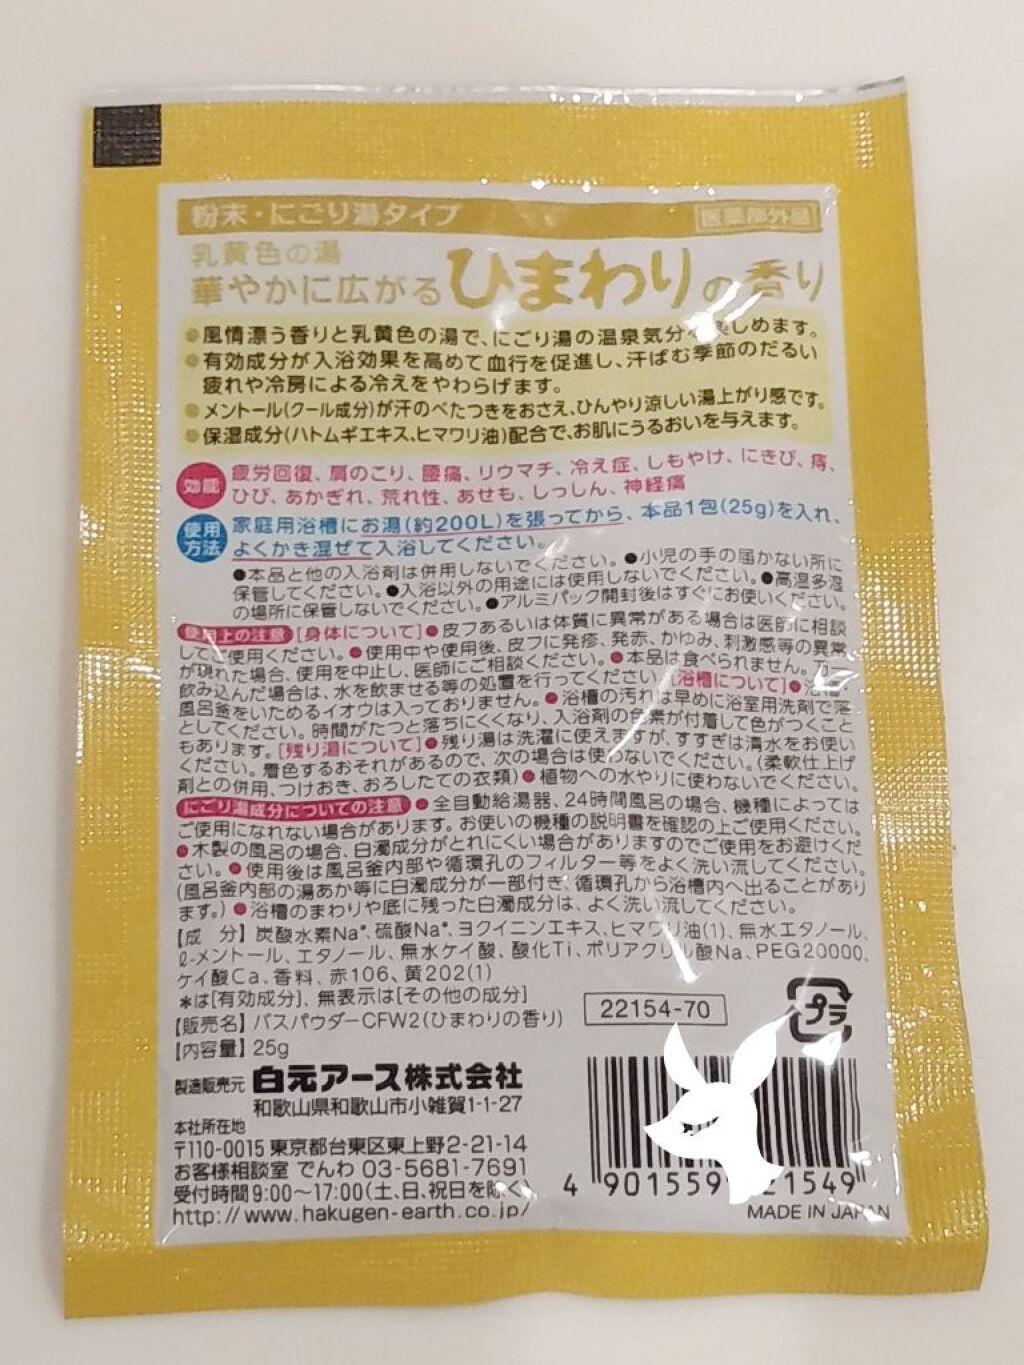 粉末・にごり湯タイプ 医薬部外品
乳黄色の湯
華やかに広がるひまわりの香り
●風情漂う香りと乳黄色の湯で、にごり湯の温泉気分 楽しめます。
●有効成分が入浴効果を高めて血行を促進し、汗ばむ季節のだるい
疲れや冷房による冷えをやわらげます。
●メントール(クール成分)が汗のべたつきをおさえ、ひんやり涼しい湯上がり感です。
●保湿成分(ハトムギエキス、ヒマワリ油)配合で、お肌にうるおいを与えます。
効能 疲労回復、肩のこり、腰痛、リウマチ、冷え症、しもやけ、にきび、痔、
ひび、あかぎれ、荒れ性、あせも、しっしん、神経痛
使用方法 家庭用浴槽にお湯(約200L)を張ってから、本品1包(25g)を入れ、
よくかき混ぜて入浴してください。
●本品と他の入浴剤は併用しないでください。●小児の手の届かない所に
保管してください。●入浴以外の用途には使用しないでください。●高温多湿
の場所に保管しないでください。●アルミパック開封後はすぐにお使いください。
使用上の注意 [身体について]●皮フあるいは体質に異常がある場合は医師に相談
してご使用ください。●使用中や使用後、皮フに発疹、発赤、かゆみ、刺激感等の異常
が現れた場合、使用を中止し、医師にご相談ください。●本品は食べられません。万一
飲み込んだ場合は、水を飲ませる等の処置を行ってください。[浴槽について]●浴槽・
風呂釜をいためるイオウは入っておりません。●浴槽の汚れは早めに浴室用洗剤で落
としてください。時間がたつと落ちにくくなり、入浴剤の色素が付着して色がつくこと
もあります。[残り湯について]●残り湯は洗濯に使えますが、すすぎは清水をお使い
ください。着色するおそれがあるので、次の場合は使わないでください。(柔軟仕上げ
剤との併用、つけおき、おろしたての衣類)●植物への水やりに使わないでください。
にごり湯成分についての注意 ●全自動給湯器、24時間風呂の場合、機種によっては
ご使用になれない場合があります。お使いの機種の説明書を確認の上ご使用ください。
●木製の風呂の場合、白濁成分がとれにくい場合がありますのでご使用をお避けくだ
さい。●使用後は風呂釜内部や循環孔のフィルター等をよく洗い流してください。
(風呂釜内部の湯あか等に白濁成分が一部付き、循環孔から浴槽内へ出ることがあり
ます。)●浴槽のまわりや底に残った白濁成分は、よく洗い流してください。
【成 分】炭酸水素Na*、硫酸Na*、ヨクイニンエキス、ヒマワリ油(1)、無水エタノール、
ℓ-メントール、エタノール、無水ケイ酸、酸化Ti、ポリアクリル酸Na、PEG20000、
ケイ酸Ca、香料、赤106、黄202(1)
*は[有効成分]、無表示は[その他の成分]
【販売名】バスパウダーCFW2(ひまわりの香り)
22154-70
プラ
【内容量】25g
製造販売元 白元アース株式会社
和歌山県和歌山市小雑賀1-1-27
本社所在地
〒110-0015 東京都台東区東上野2-21-14
お客様相談室 でんわ 03-5681-7691
受付時間9:00～17:00(土、日、祝日を除く)
http://www.hakugen-earth.co.jp/
4 901559 21549
MADE IN JAPAN